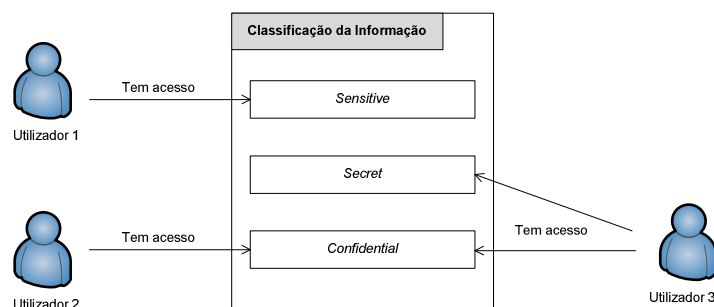 Classificação da Informação
Tem acesso
Sensitive
Utilizador 1
Secret
Tem acesso
Confidential
Tem acesso
Utilizador 2
Utilizador 3